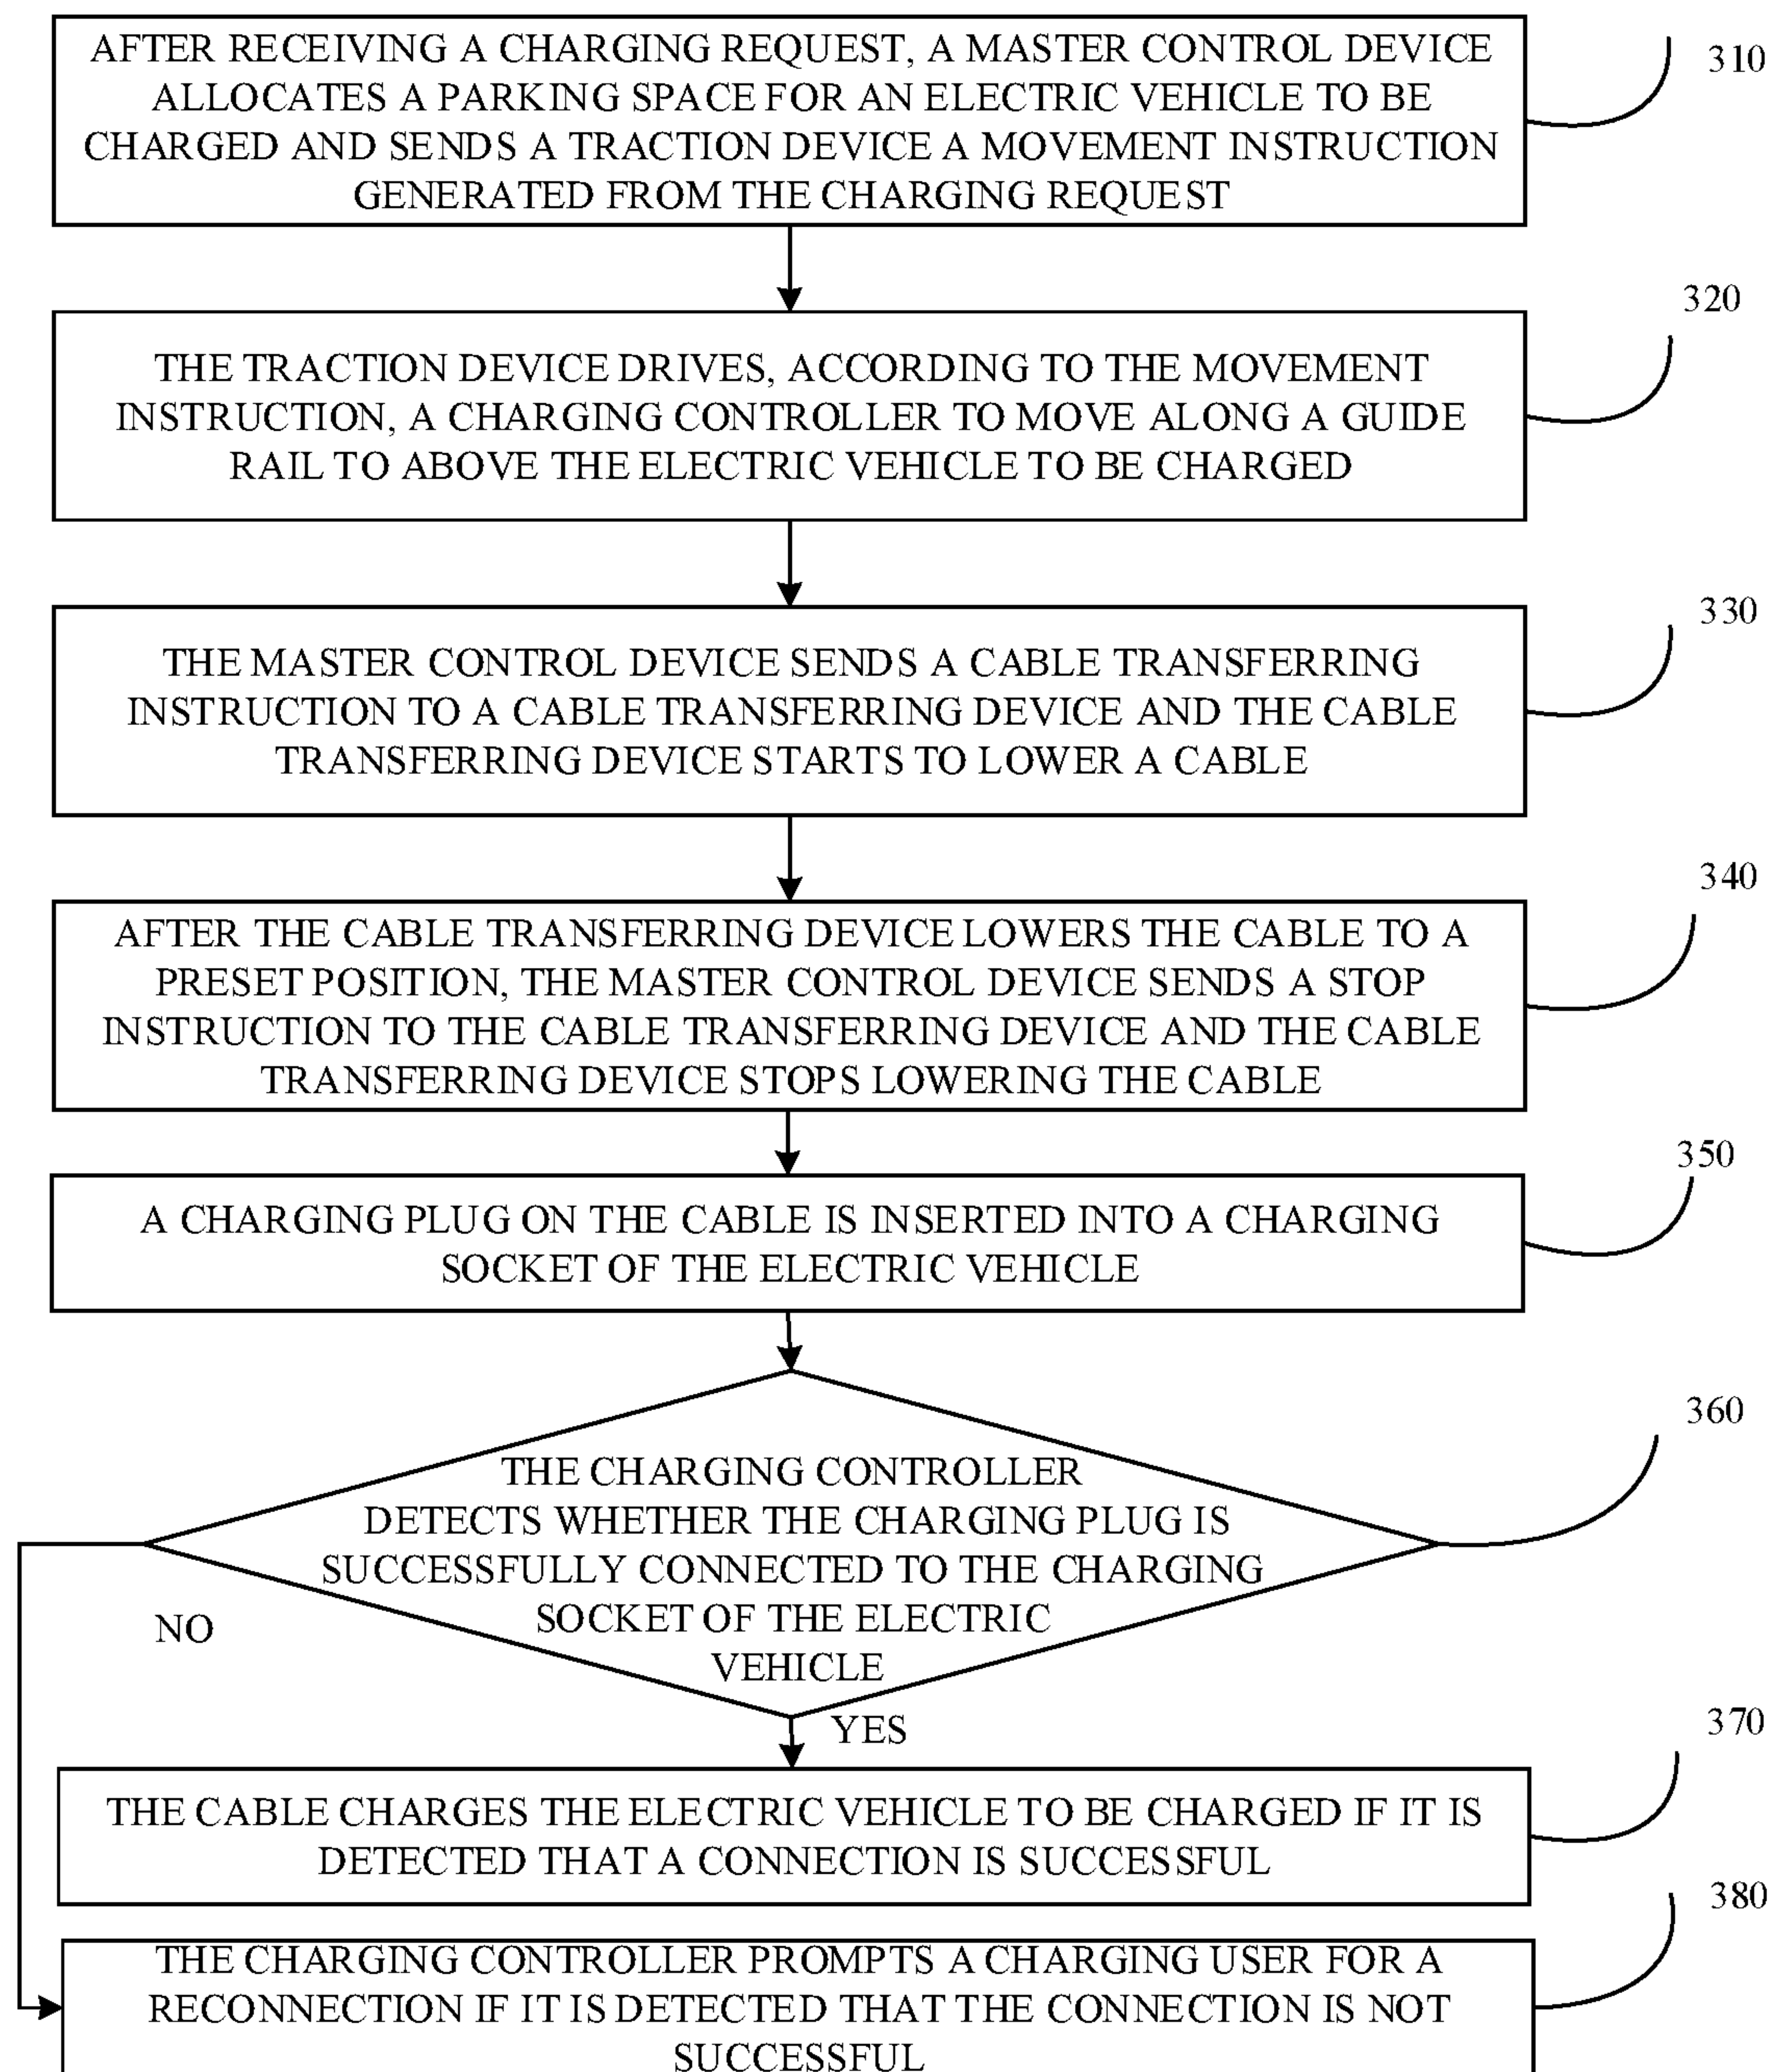 AFTER RECEIVING A CHARGING REQUEST, A MASTER CONTROL DEVICE
ALLOCATES A PARKING SPACE FOR AN ELECTRIC VEHICLE TO BE
CHARGED AND SENDS A TRACTION DEVICE A MOVEMENT INSTRUCTION
GENERATED FROM THE CHARGING REQUEST
310
THE TRACTION DEVICE DRIVES, ACCORDING TO THE MOVEMENT
INSTRUCTION, A CHARGING CONTROLLER TO MOVE ALONG A GUIDE
RAIL TO ABOVE THE ELECTRIC VEHICLE TO BE CHARGED
320
THE MASTER CONTROL DEVICE SENDS A CABLE TRANSFERRING
INSTRUCTION TO A CABLE TRANSFERRING DEVICE AND THE CABLE
TRANSFERRING DEVICE STARTS TO LOWER A CABLE
330
AFTER THE CABLE TRANSFERRING DEVICE LOWERS THE CABLE TO A
PRESET POSITION, THE MASTER CONTROL DEVICE SENDS A STOP
INSTRUCTION TO THE CABLE TRANSFERRING DEVICE AND THE CABLE
TRANSFERRING DEVICE STOPS LOWERING THE CABLE
340
A CHARGING PLUG ON THE CABLE IS INSERTED INTO A CHARGING
SOCKET OF THE ELECTRIC VEHICLE
350
THE CHARGING CONTROLLER
DETECTS WHETHER THE CHARGING PLUG IS
SUCCESSFULLY CONNECTED TO THE CHARGING
SOCKET OF THE ELECTRIC
VEHICLE
360
NO
YES
THE CABLE CHARGES THE ELECTRIC VEHICLE TO BE CHARGED IF IT IS
DETECTED THAT A CONNECTION IS SUCCESSFUL
370
THE CHARGING CONTROLLER PROMPTS A CHARGING USER FOR A
RECONNECTION IF IT IS DETECTED THAT THE CONNECTION IS NOT
SUCCESSFUL
380